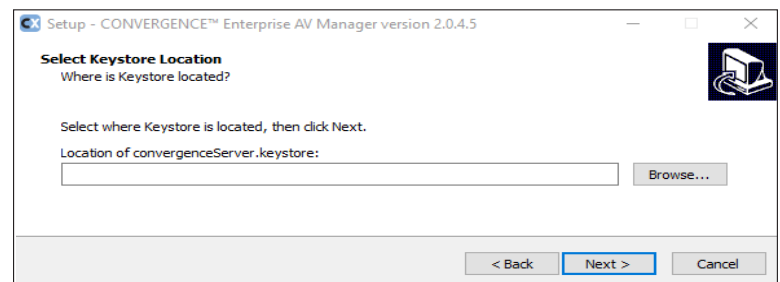 CX Setup - CONVERGENCE™ Enterprise AV Manager version 2.0.4.5
Select Keystore Location
Where is Keystore located?
Select where Keystore is located, then click Next.
Location of convergenceServer.keystore:
Browse...
< Back Next > Cancel